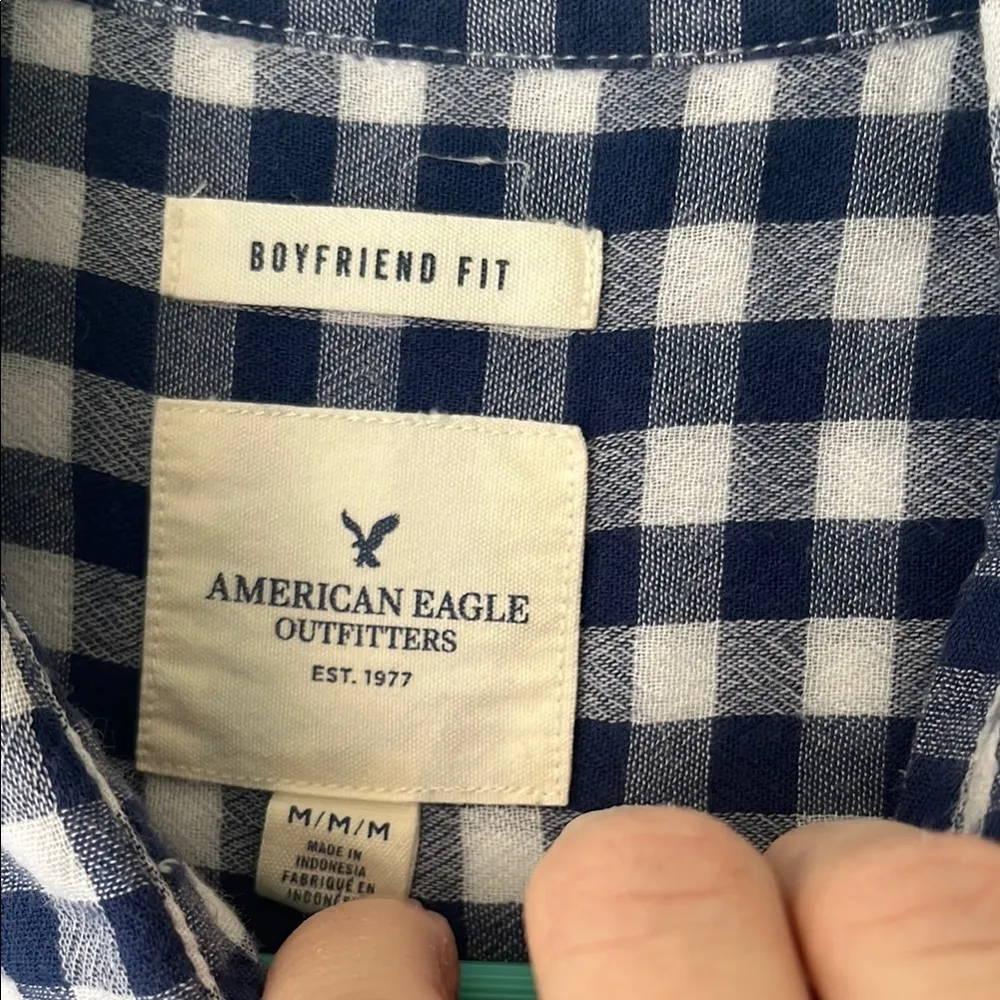 BOYFRIEND FIT
AMERICAN EAGLE
OUTFITTERS
EST. 1977
M/M/M
MADE IN
INDONESIA
FABRIQUÉ EN